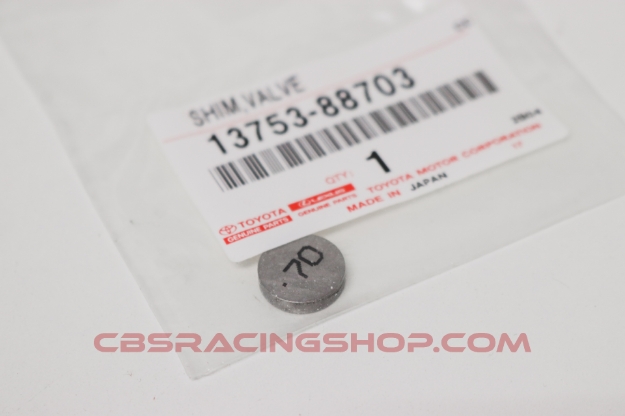 SHIM,VALVE
13753-88703
QTY:
1
TOYOTA
GENUINE PARTS
LEXUS
GENUINE PARTS
TOYOTA MOTOR CORPORATION
MADE IN JAPAN
.70
CBSRACINGSHOP.COM